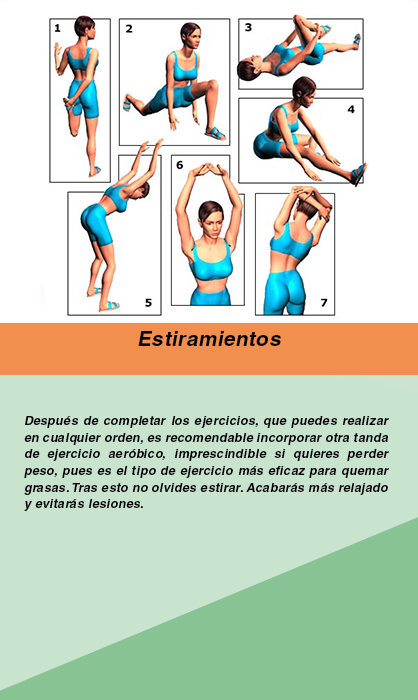 1
2
3
4
5
6
7
Estiramientos
Después de completar los ejercicios, que puedes realizar
en cualquier orden, es recomendable incorporar otra tanda
de ejercicio aeróbico, imprescindible si quieres perder
peso, pues es el tipo de ejercicio más eficaz para quemar
grasas. Tras esto no olvides estirar. Acabarás más relajado
y evitarás lesiones.